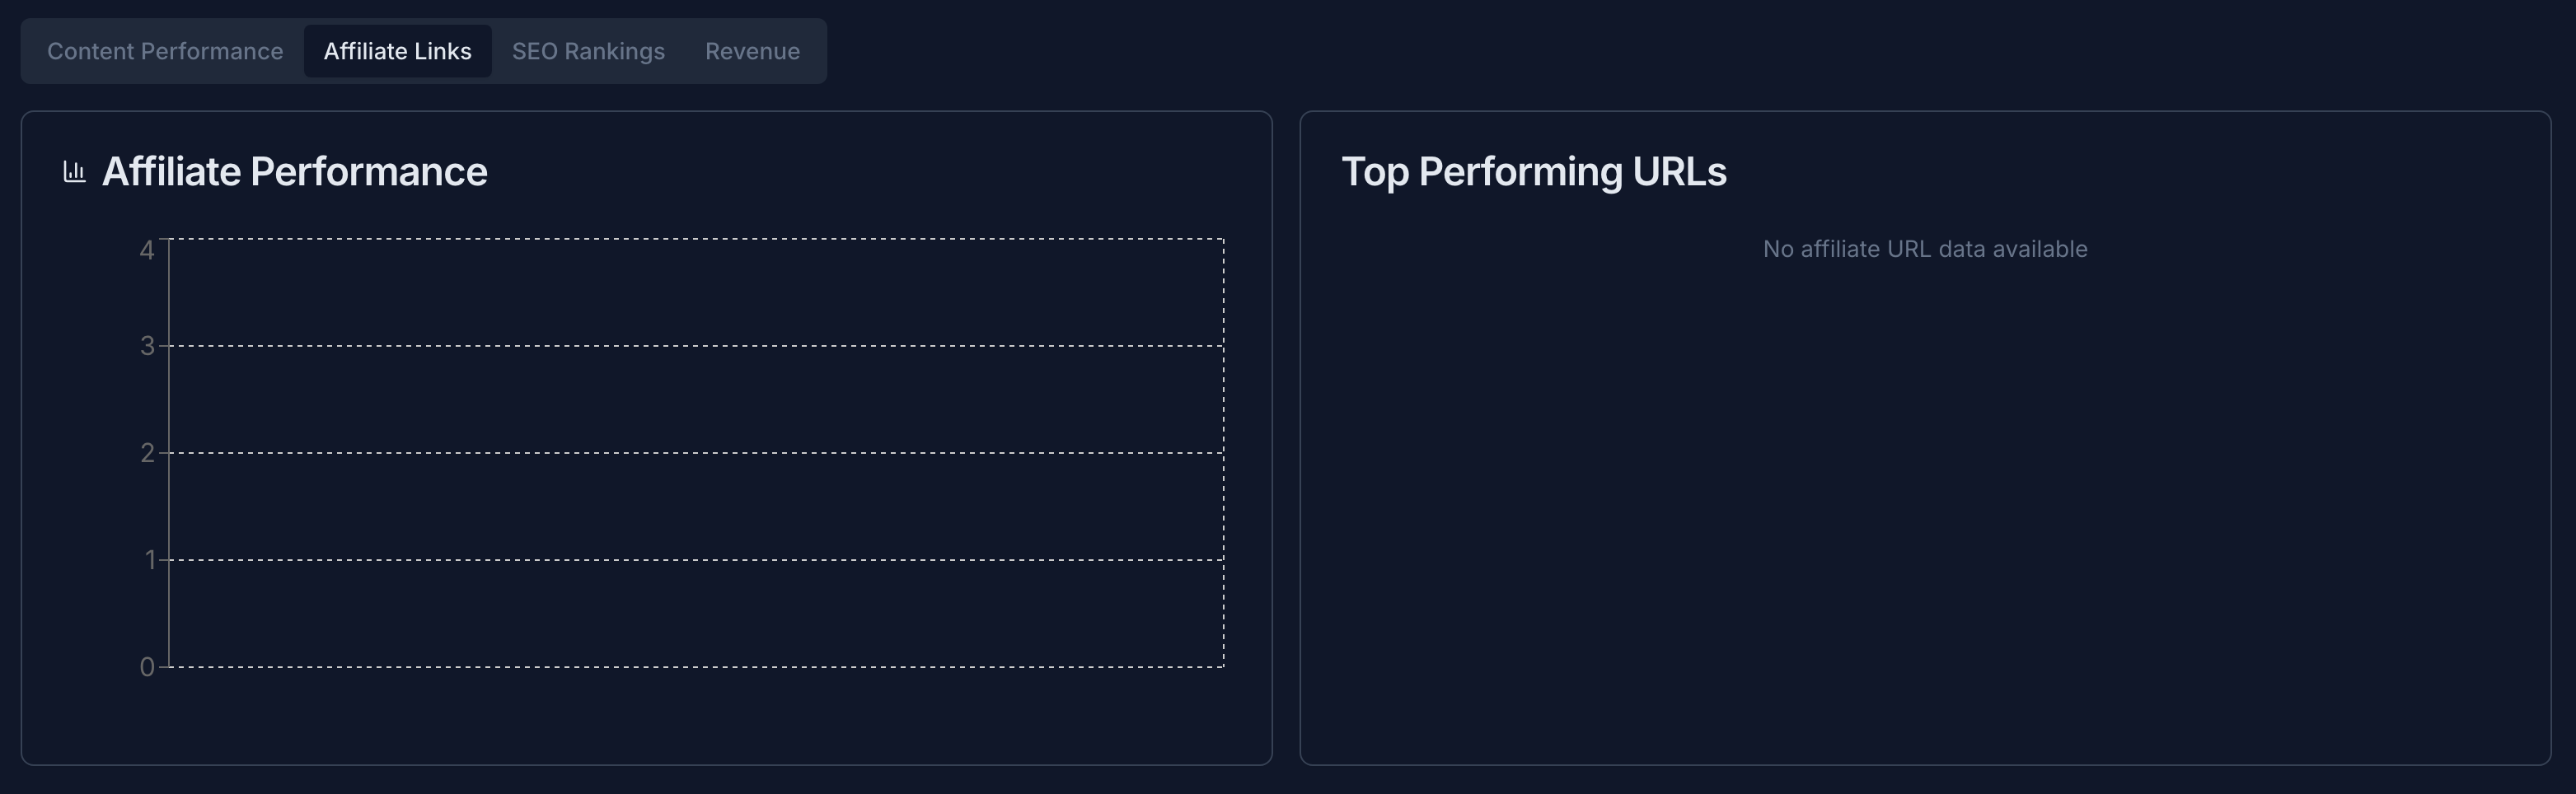 Content Performance
Affiliate Links
SEO Rankings
Revenue
Affiliate Performance
4
3
2
1
0
Top Performing URLs
No affiliate URL data available